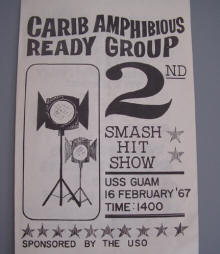 CARIB AMPHIBIOUS
READY GROUP
2ND
SMASH
HIT
SHOW
USS GUAM
16 FEBRUARY '67
TIME: 1400
SPONSORED BY THE USO